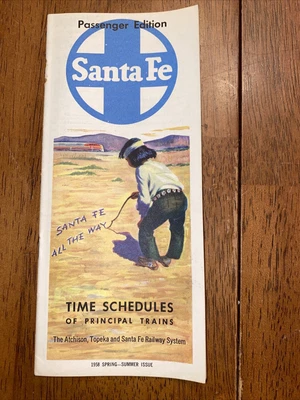 Passenger Edition
Santa Fe
SANTA FE
ALL THE WAY
TIME SCHEDULES
OF PRINCIPAL TRAINS
The Atchison, Topeka and Santa Fe Railway System
1958 SPRING—SUMMER ISSUE